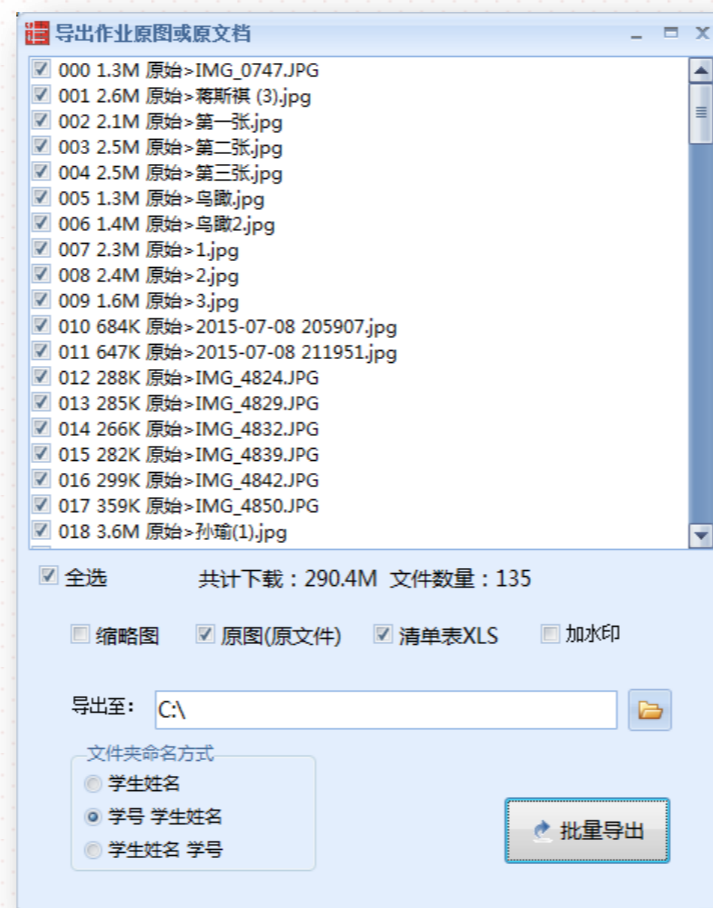 导出作业原图或原文档
000 1.3M 原始>IMG_0747.JPG
001 2.6M 原始>蒋斯祺 (3).jpg
002 2.1M 原始>第一张.jpg
003 2.5M 原始>第二张.jpg
004 2.5M 原始>第三张.jpg
005 1.3M 原始>鸟瞰.jpg
006 1.4M 原始>鸟瞰2.jpg
007 2.3M 原始>1.jpg
008 2.4M 原始>2.jpg
009 1.6M 原始>3.jpg
010 684K 原始>2015-07-08 205907.jpg
011 647K 原始>2015-07-08 211951.jpg
012 288K 原始>IMG_4824.JPG
013 285K 原始>IMG_4829.JPG
014 266K 原始>IMG_4832.JPG
015 282K 原始>IMG_4839.JPG
016 299K 原始>IMG_4842.JPG
017 359K 原始>IMG_4850.JPG
018 3.6M 原始>孙瑜(1).jpg
全选 共计下载：290.4M 文件数量：135
缩略图 原图(原文件) 清单表XLS 加水印
导出至： C:\
文件夹命名方式
学生姓名
学号 学生姓名
学生姓名 学号
批量导出